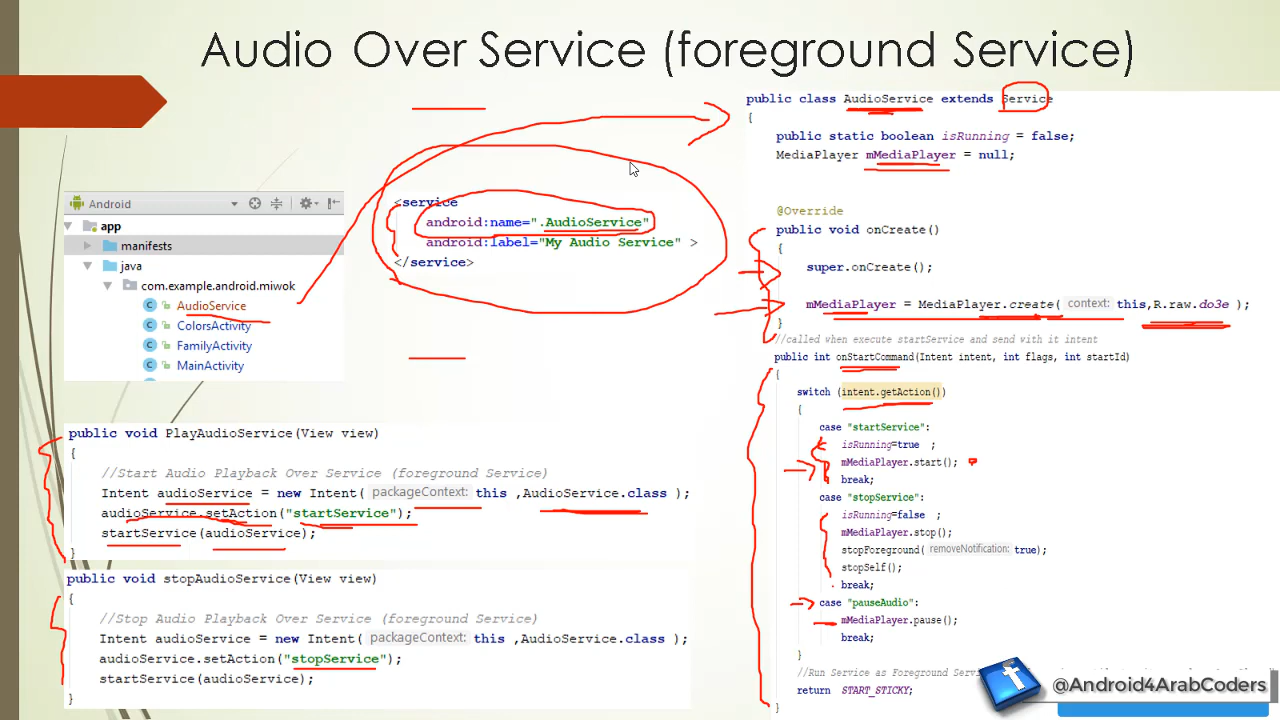 Audio Over Service (foreground Service)
Android
app
manifests
java
com.example.android.miwok
AudioService
ColorsActivity
FamilyActivity
MainActivity
<service
android:name=".AudioService"
android:label="My Audio Service" >
</service>
public void PlayAudioService(View view)
{
//Start Audio Playback Over Service (foreground Service)
Intent audioService = new Intent( packageContext: this ,AudioService.class );
audioService.setAction("startService");
startService(audioService);
}
public void stopAudioService(View view)
{
//Stop Audio Playback Over Service (foreground Service)
Intent audioService = new Intent( packageContext: this ,AudioService.class );
audioService.setAction("stopService");
startService(audioService);
}
public class AudioService extends Service
{
public static boolean isRunning = false;
MediaPlayer mMediaPlayer = null;
@Override
public void onCreate()
{
super.onCreate();
mMediaPlayer = MediaPlayer.create( context: this,R.raw.do3e );
}
//called when execute startService and send with it intent
public int onStartCommand(Intent intent, int flags, int startId)
{
switch (intent.getAction())
{
case "startService":
isRunning=true ;
mMediaPlayer.start();
break;
case "stopService":
isRunning=false ;
mMediaPlayer.stop();
stopForeground( removeNotification: true);
stopSelf();
break;
case "pauseAudio":
mMediaPlayer.pause();
break;
}
//Run Service as Foreground Servi
return START_STICKY;
}
@Android4ArabCoders